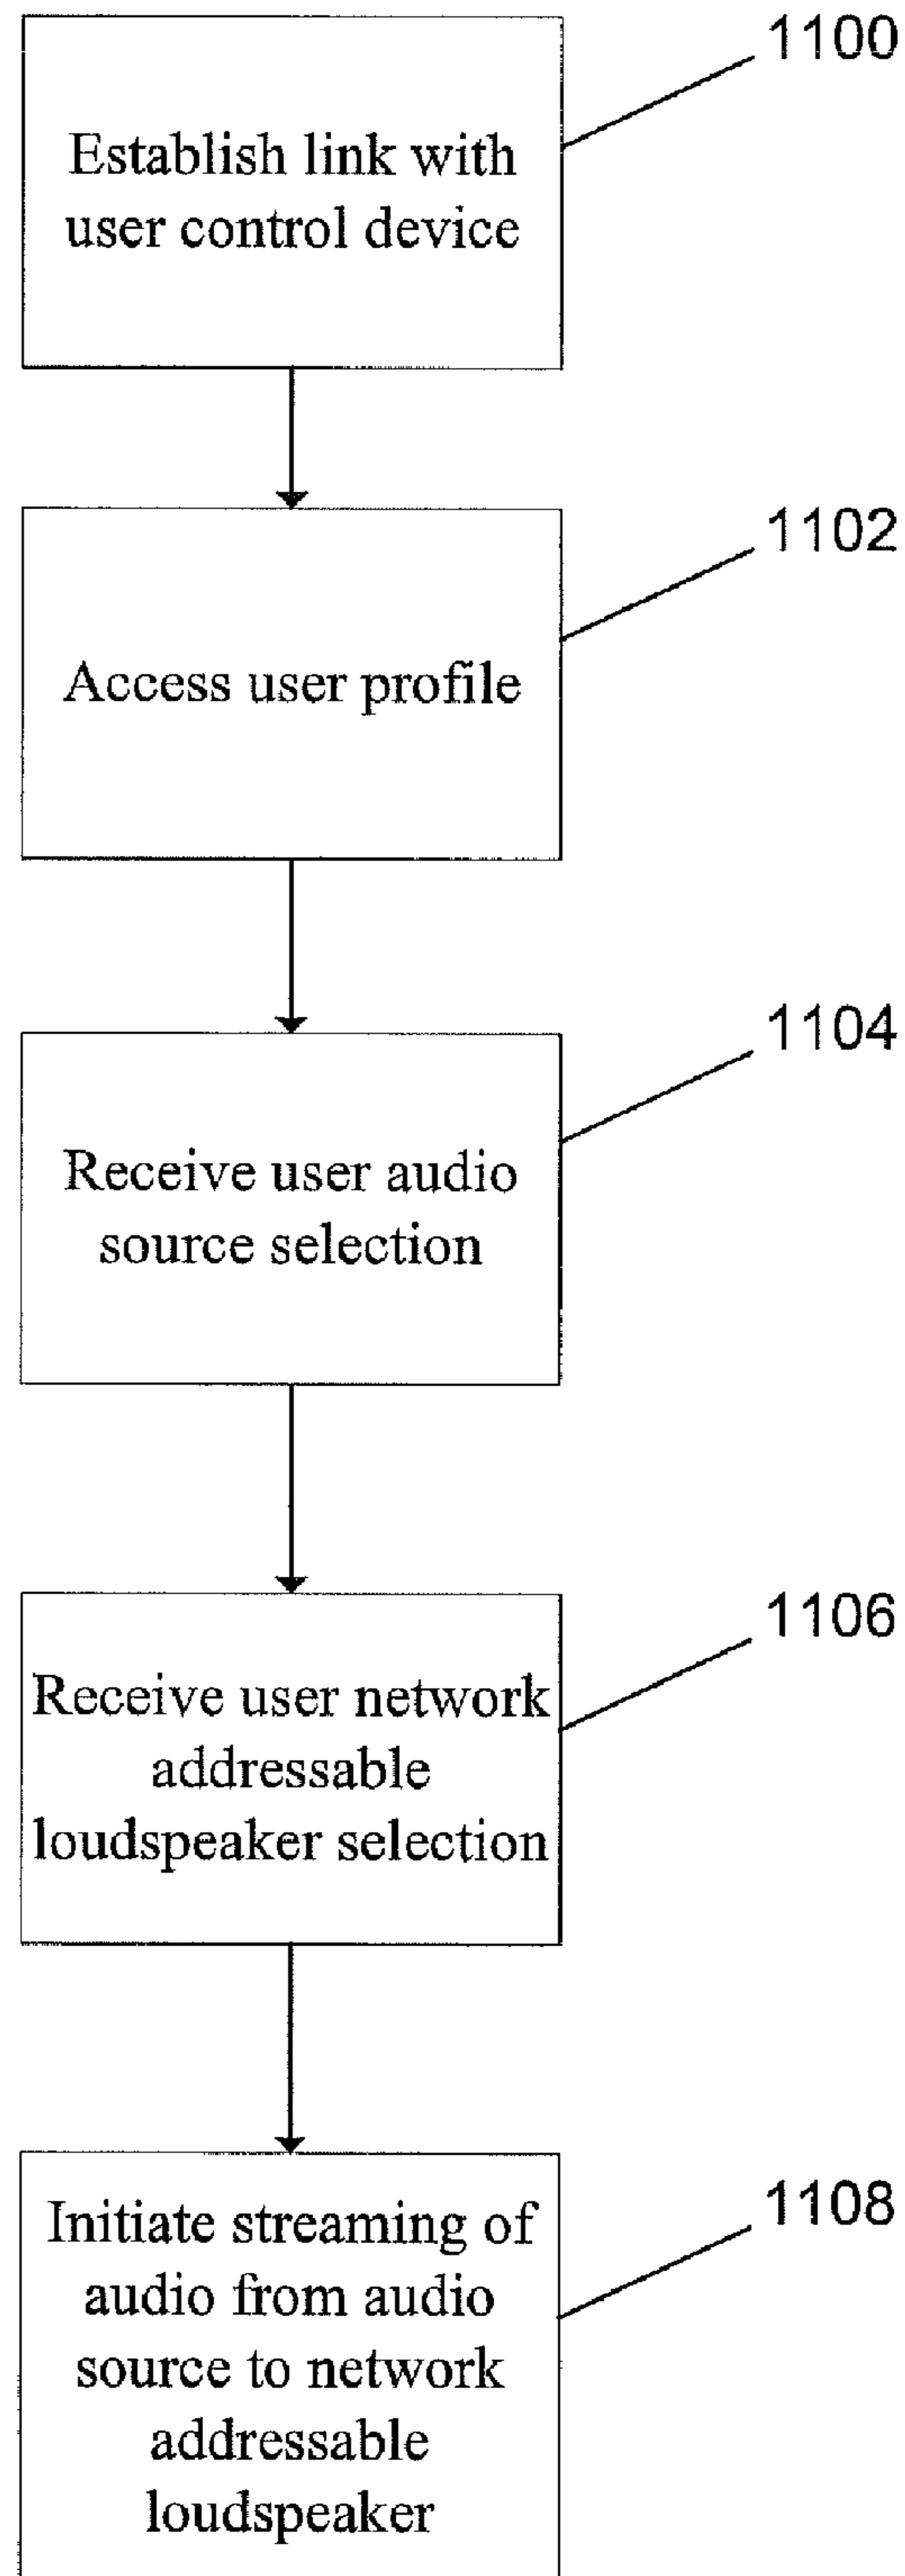 1100
Establish link with
user control device
1102
Access user profile
1104
Receive user audio
source selection
1106
Receive user network
addressable
loudspeaker selection
1108
Initiate streaming of
audio from audio
source to network
addressable
loudspeaker